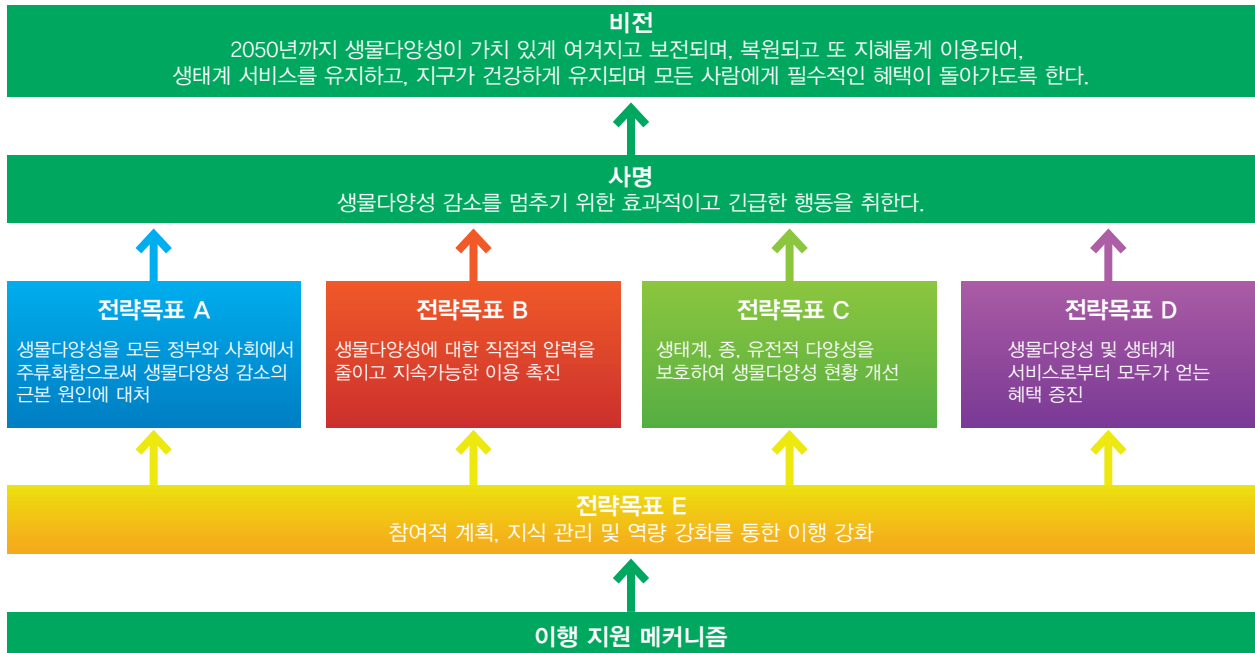 비전
2050년까지 생물다양성이 가치 있게 여겨지고 보전되며, 복원되고 또 지혜롭게 이용되어,
생태계 서비스를 유지하고, 지구가 건강하게 유지되며 모든 사람에게 필수적인 혜택이 돌아가도록 한다.
사명
생물다양성 감소를 멈추기 위한 효과적이고 긴급한 행동을 취한다.
전략목표 A
생물다양성을 모든 정부와 사회에서
주류화함으로써 생물다양성 감소의
근본 원인에 대처
전략목표 B
생물다양성에 대한 직접적 압력을
줄이고 지속가능한 이용 촉진
전략목표 C
생태계, 종, 유전적 다양성을
보호하여 생물다양성 현황 개선
전략목표 D
생물다양성 및 생태계
서비스로부터 모두가 얻는
혜택 증진
전략목표 E
참여적 계획, 지식 관리 및 역량 강화를 통한 이행 강화
이행 지원 메커니즘